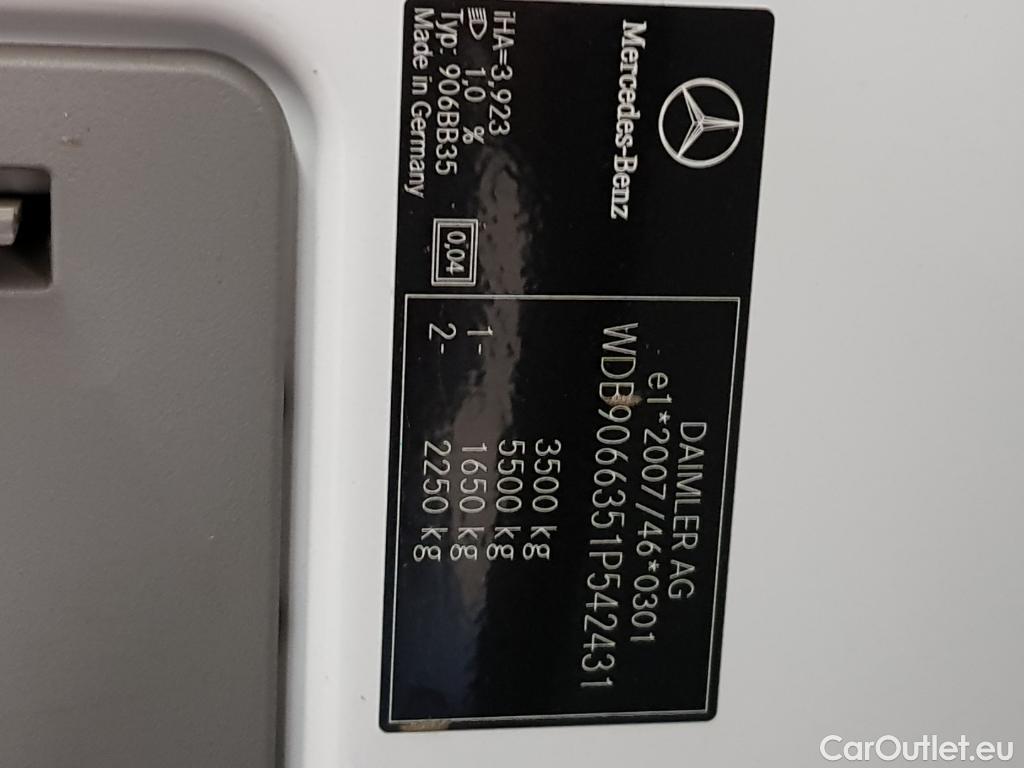 Mercedes-Benz
iHA=3,923
1,0 %
Typ: 906BB35
Made in Germany
0,04
DAIMLER AG
e1*2007/46*0301
WDB9066351P542431
3500 kg
5500 kg
1- 1650 kg
2- 2250 kg
CarOutlet.eu